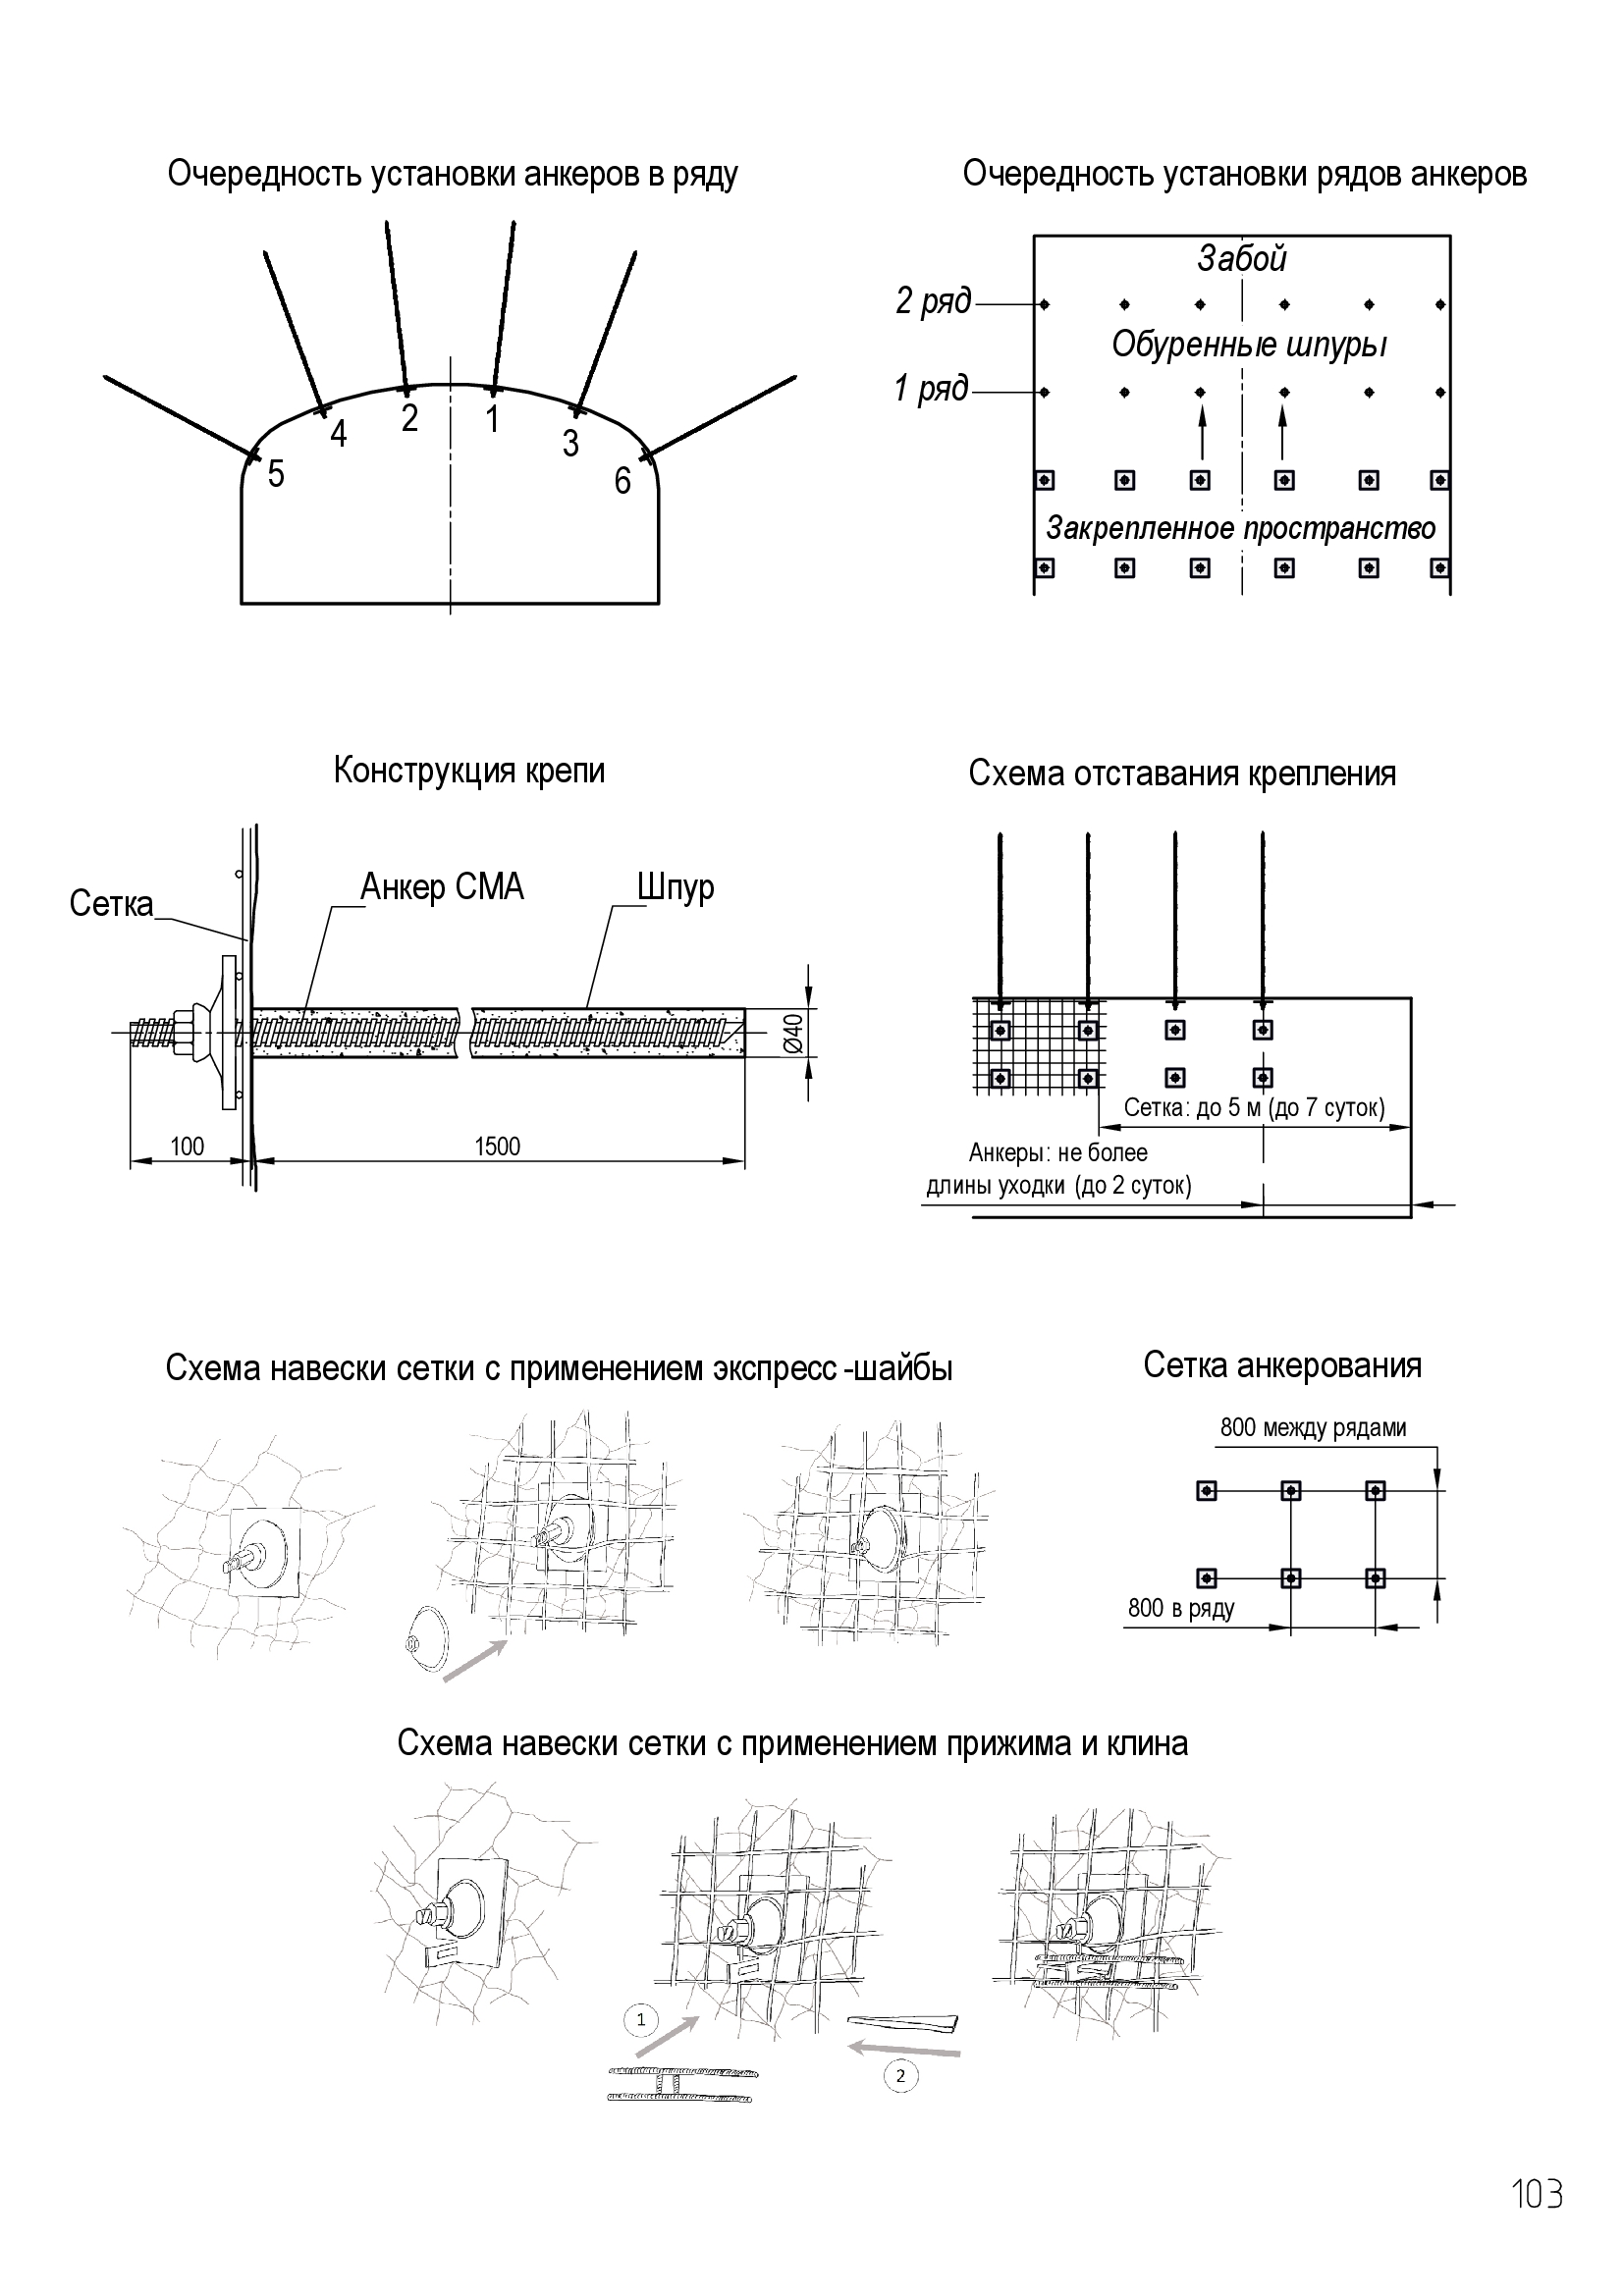 Очередность установки анкеров в ряду
5
4
2
1
3
6
Очередность установки рядов анкеров
Забой
2 ряд
Обуренные шпуры
1 ряд
Закрепленное пространство
Конструкция крепи
Сетка
Анкер СМА
Шпур
Ø40
100
1500
Схема отставания крепления
Сетка: до 5 м (до 7 суток)
Анкеры: не более
длины уходки (до 2 суток)
Схема навески сетки с применением экспресс-шайбы
Сетка анкерования
800 между рядами
800 в ряду
Схема навески сетки с применением прижима и клина
1
2
103